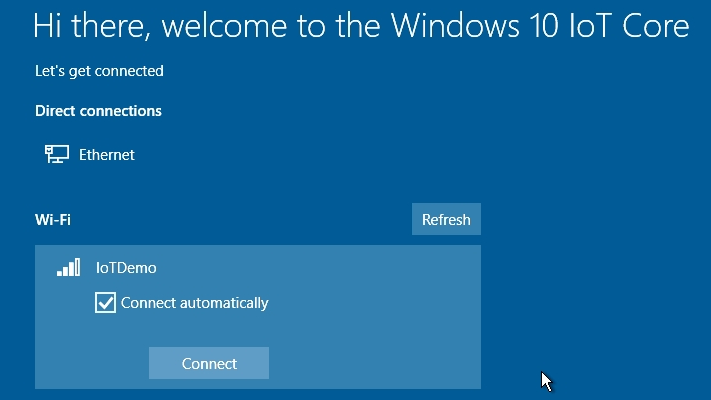 Hi there, welcome to the Windows 10 IoT Core
Let's get connected
Direct connections
Ethernet
Wi-Fi
Refresh
IoTDemo
Connect automatically
Connect